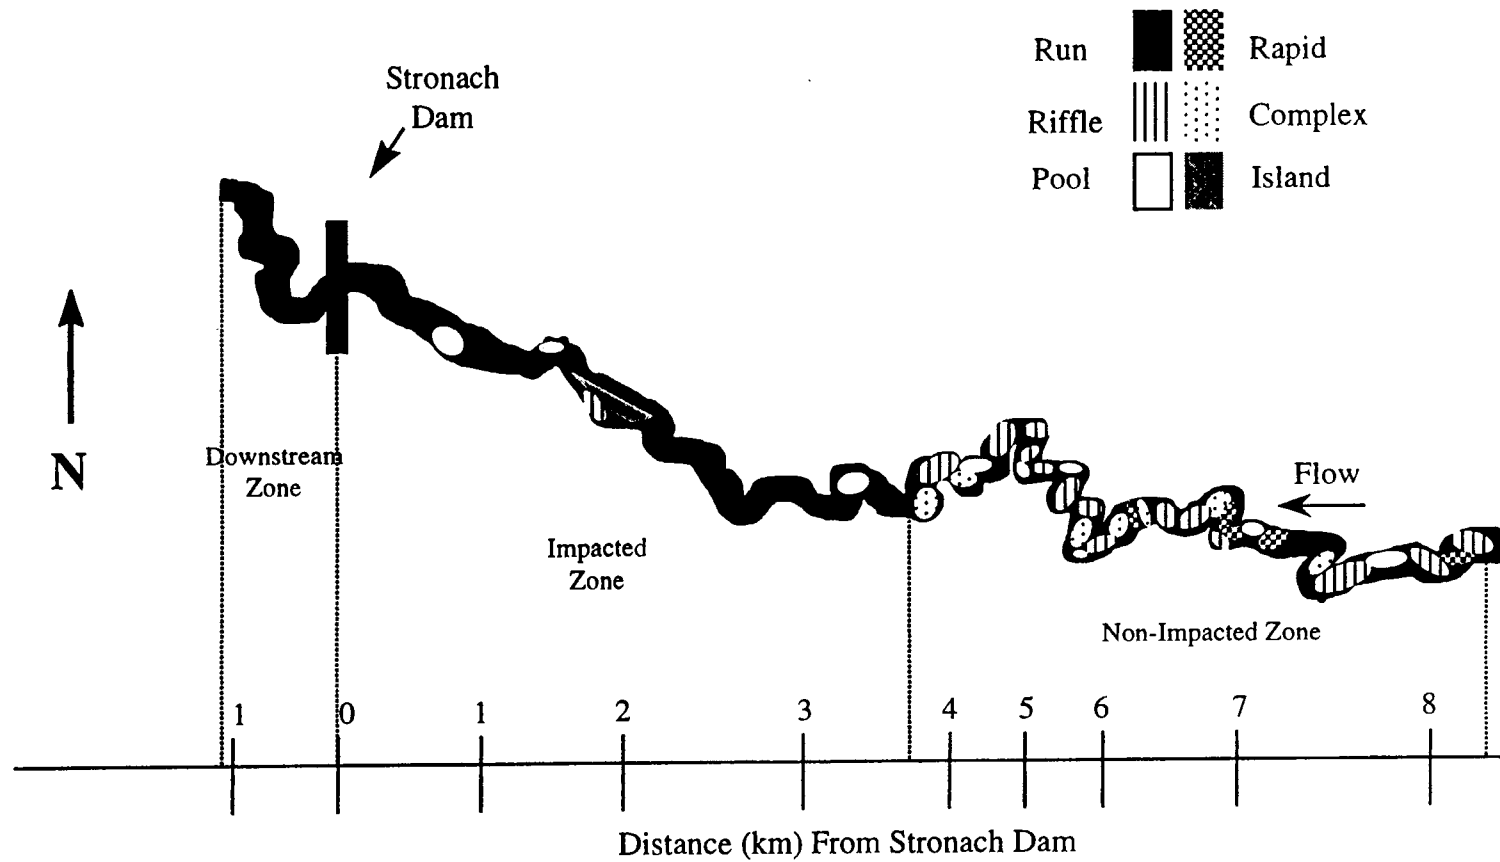 Stronach
Dam
Run
Rapid
Riffle
Complex
Pool
Island
N
Downstream
Zone
Impacted
Zone
Flow
Non-Impacted Zone
1 0 1 2 3 4 5 6 7 8
Distance (km) From Stronach Dam